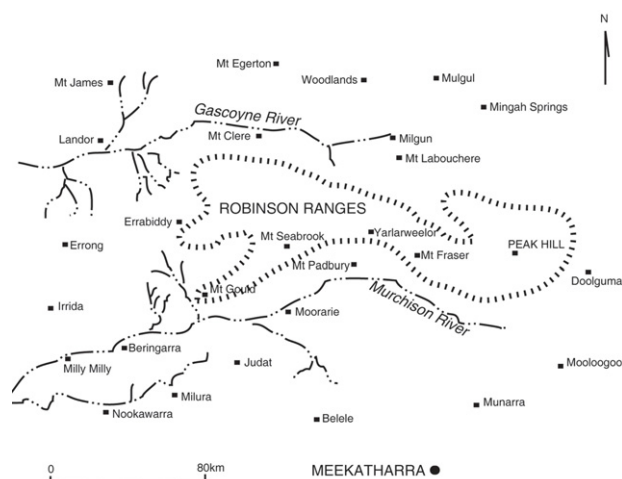 N
Mt Egerton
Woodlands
Mulgul
Mt James
Mingah Springs
Gascoyne River
Landor
Mt Clere
Milgun
Mt Labouchere
ROBINSON RANGES
Errabiddy
Yarlarweelor
Errong
Mt Seabrook
PEAK HILL
Mt Fraser
Mt Padbury
Doolguma
Mt Gould
Murchison River
Irrida
Moorarie
Beringarra
Milly Milly
Judat
Mooloogoo
Milura
Munarra
Nookawarra
Belele
0
80km
MEEKATHARRA